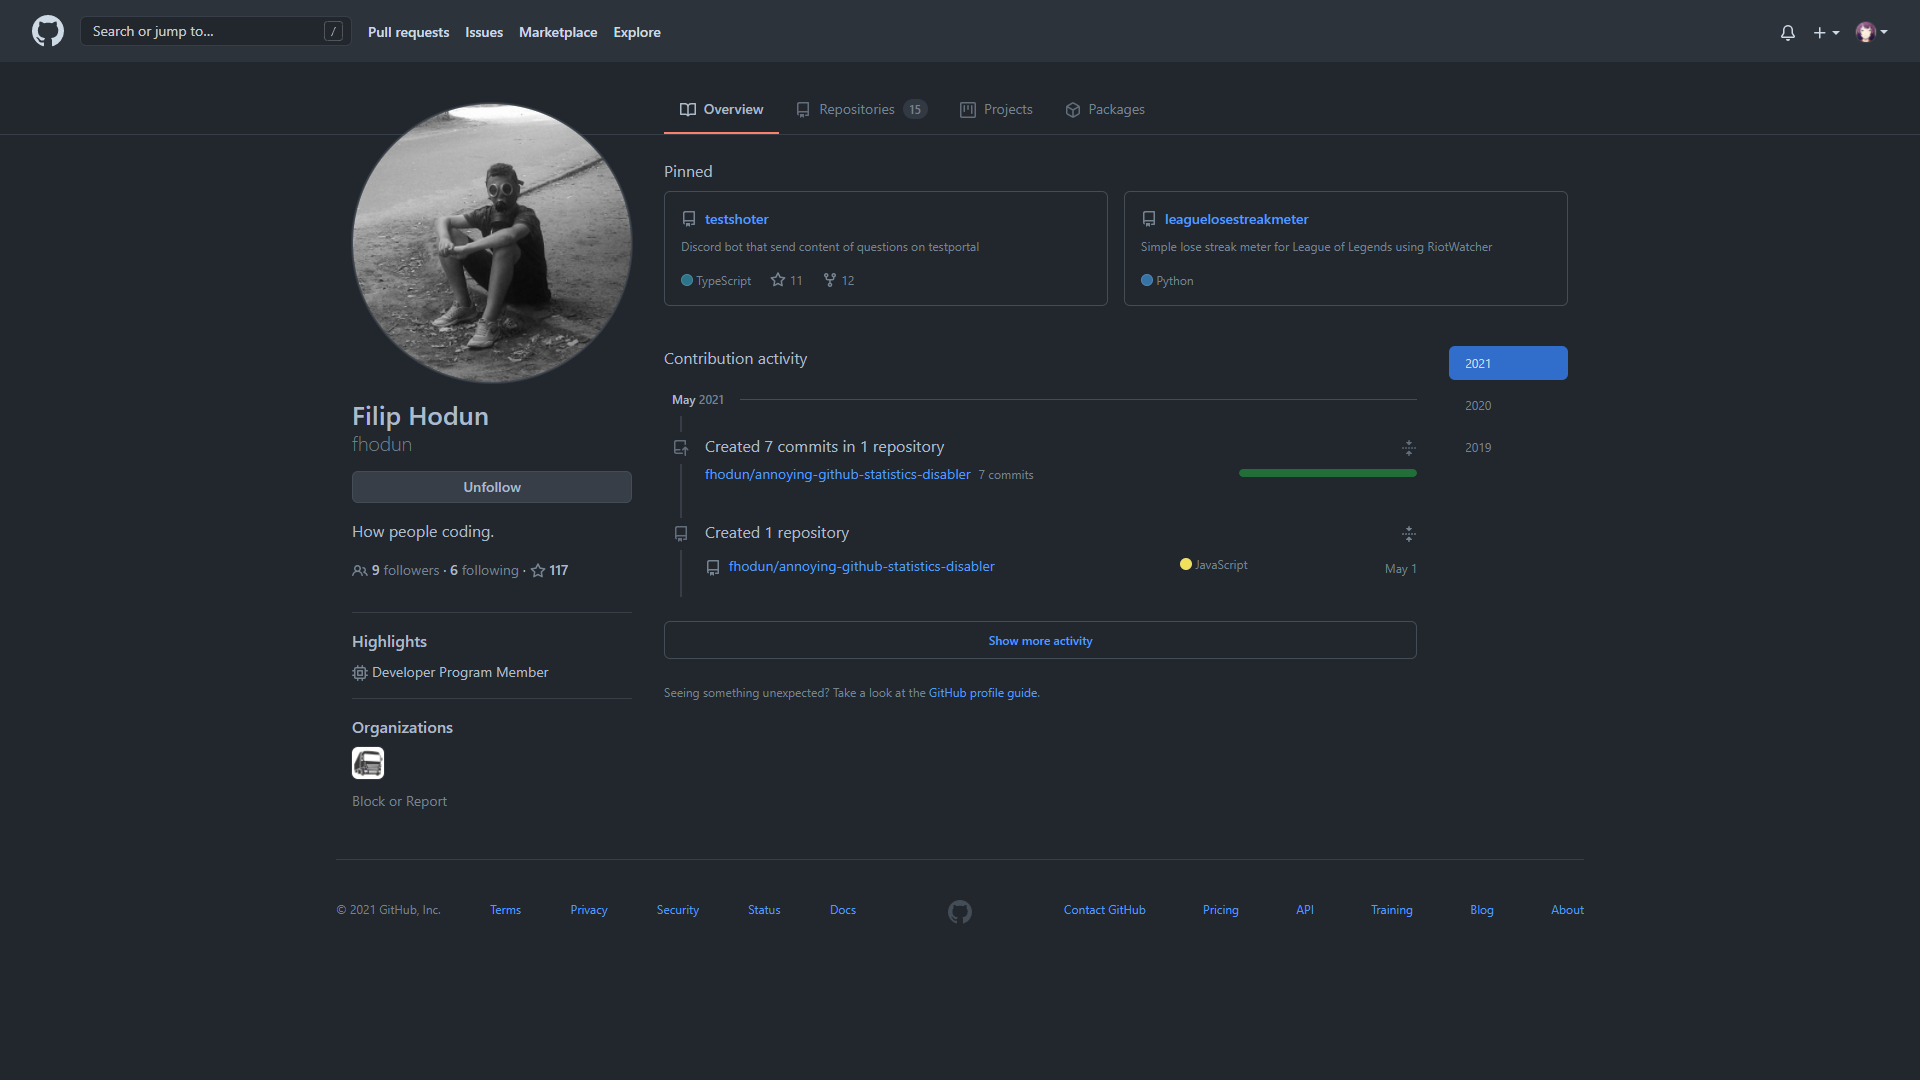 Search or jump to... /
Pull requests
Issues
Marketplace
Explore
Overview
Repositories 15
Projects
Packages
Filip Hodun
fhodun
Unfollow
How people coding.
9 followers · 6 following · 117
Highlights
Developer Program Member
Organizations
Block or Report
Pinned
testshoter
Discord bot that send content of questions on testportal
TypeScript 11 12
leaguelosestreakmeter
Simple lose streak meter for League of Legends using RiotWatcher
Python
Contribution activity
2021
2020
2019
May 2021
Created 7 commits in 1 repository
fhodun/annoying-github-statistics-disabler 7 commits
Created 1 repository
fhodun/annoying-github-statistics-disabler JavaScript May 1
Show more activity
Seeing something unexpected? Take a look at the GitHub profile guide.
© 2021 GitHub, Inc.
Terms
Privacy
Security
Status
Docs
Contact GitHub
Pricing
API
Training
Blog
About